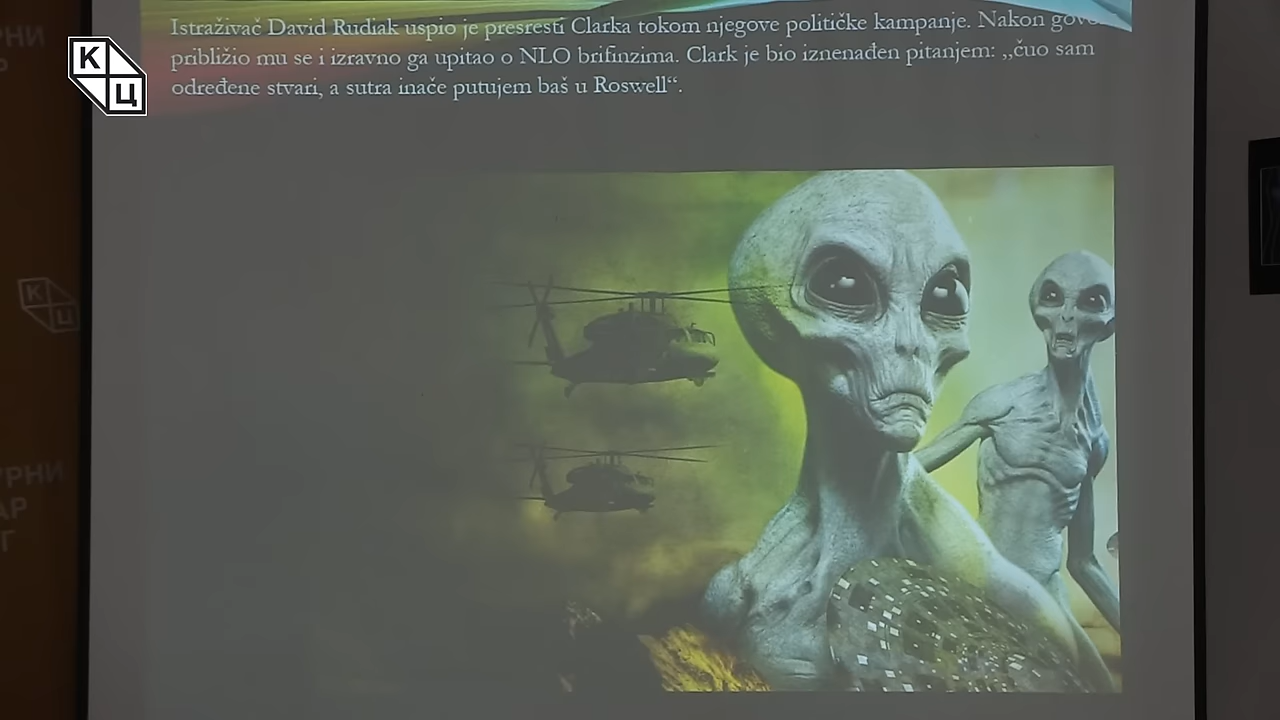 Istraživač David Rudiak uspio je presresti Clarka tokom njegove političke kampanje. Nakon
približio mu se i izravno ga upitao o NLO brifinzima. Clark je bio iznenađen pitanjem: „čuo sam
određene stvari, a sutra inače putujem baš u Roswell“.
К
Ц
К
Ц